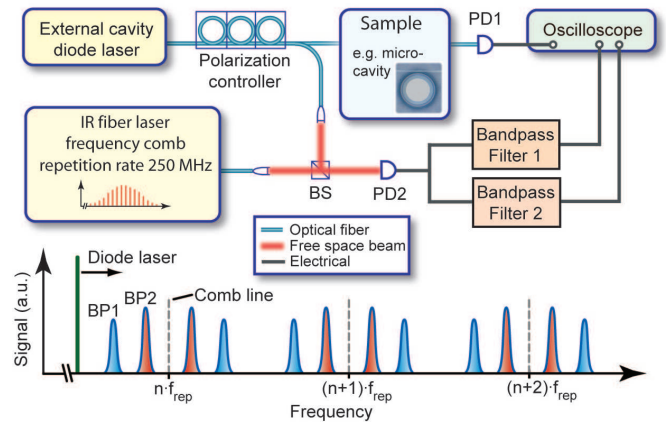 External cavity
diode laser
Polarization
controller
Sample
e.g. micro-
cavity
PD1
Oscilloscope
IR fiber laser
frequency comb
repetition rate 250 MHz
BS
PD2
Bandpass
Filter 1
Bandpass
Filter 2
Optical fiber
Free space beam
Electrical
Signal (a.u.)
Diode laser
BP1
BP2
Comb line
n·f_rep
(n+1)·f_rep
(n+2)·f_rep
Frequency